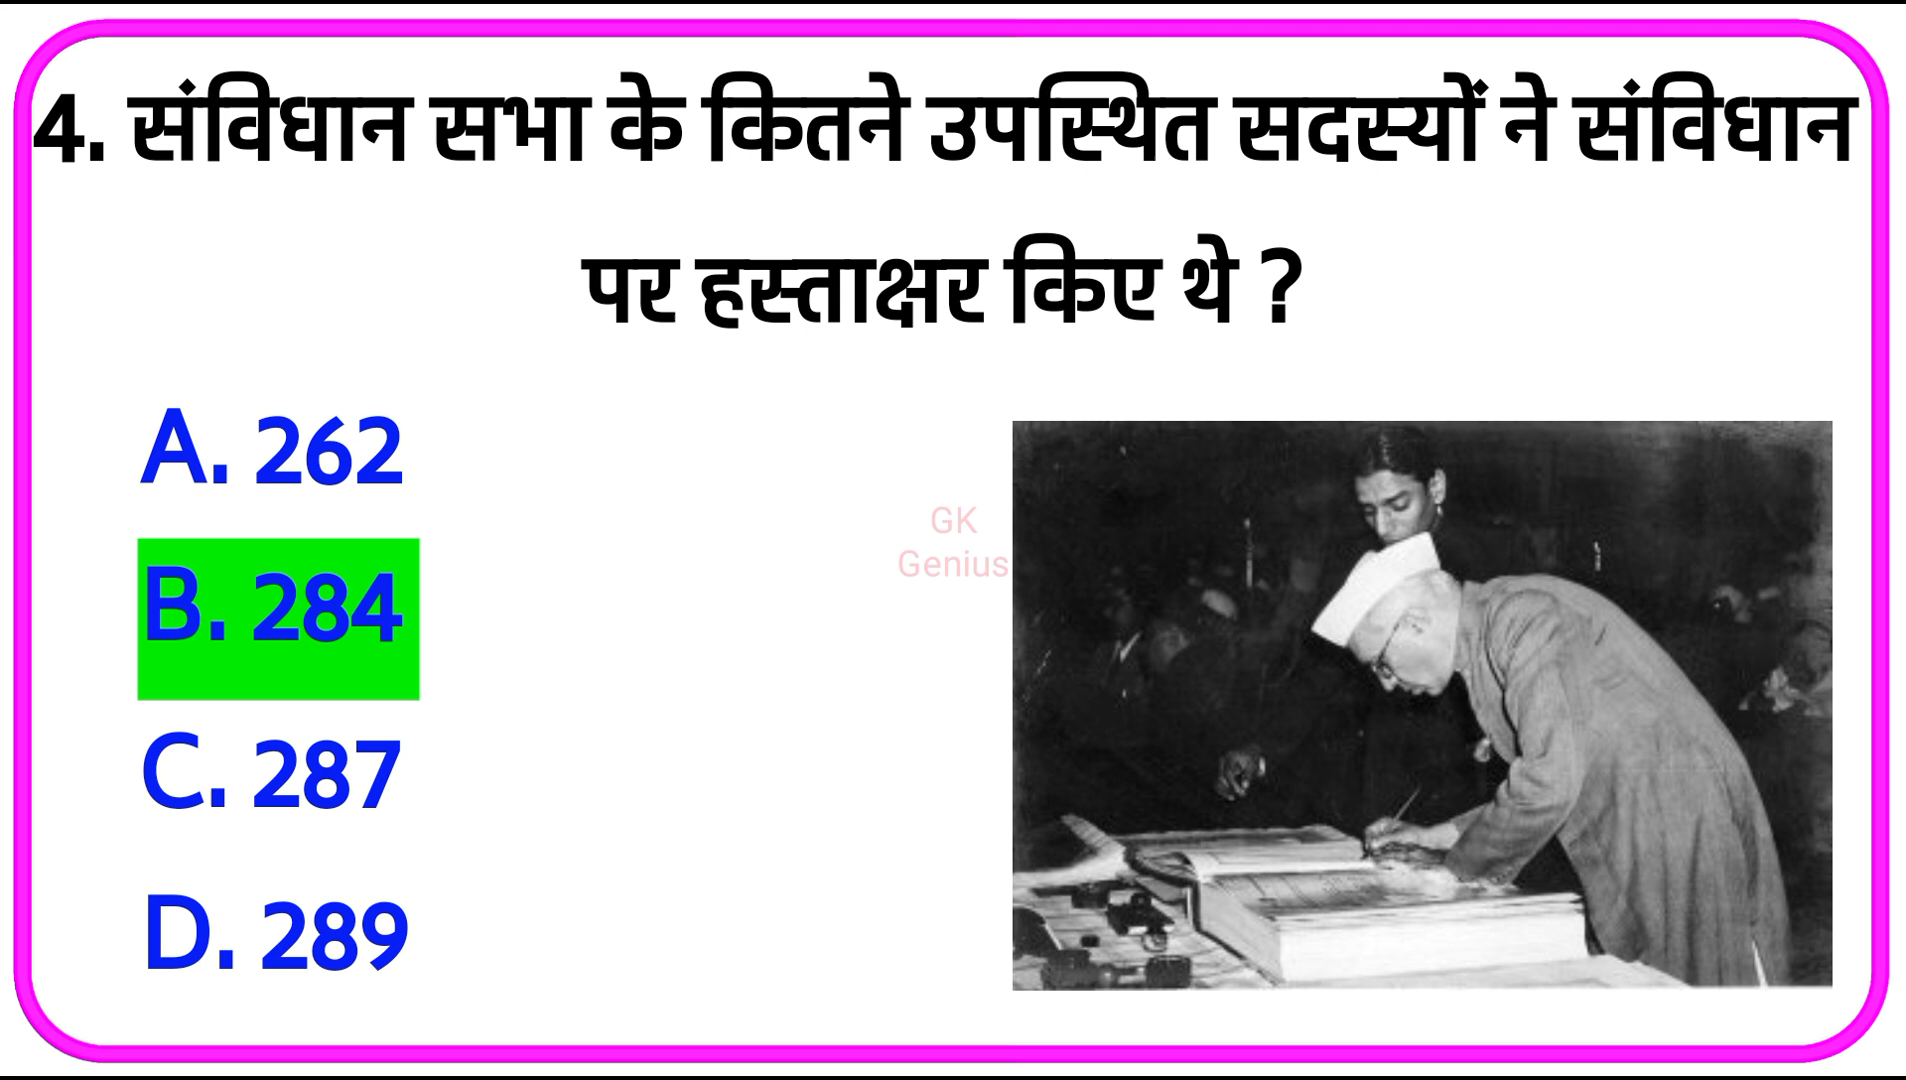 4. संविधान सभा के कितने उपस्थित सदस्यों ने संविधान
पर हस्ताक्षर किए थे ?
A. 262
B. 284
C. 287
D. 289
GK
Genius